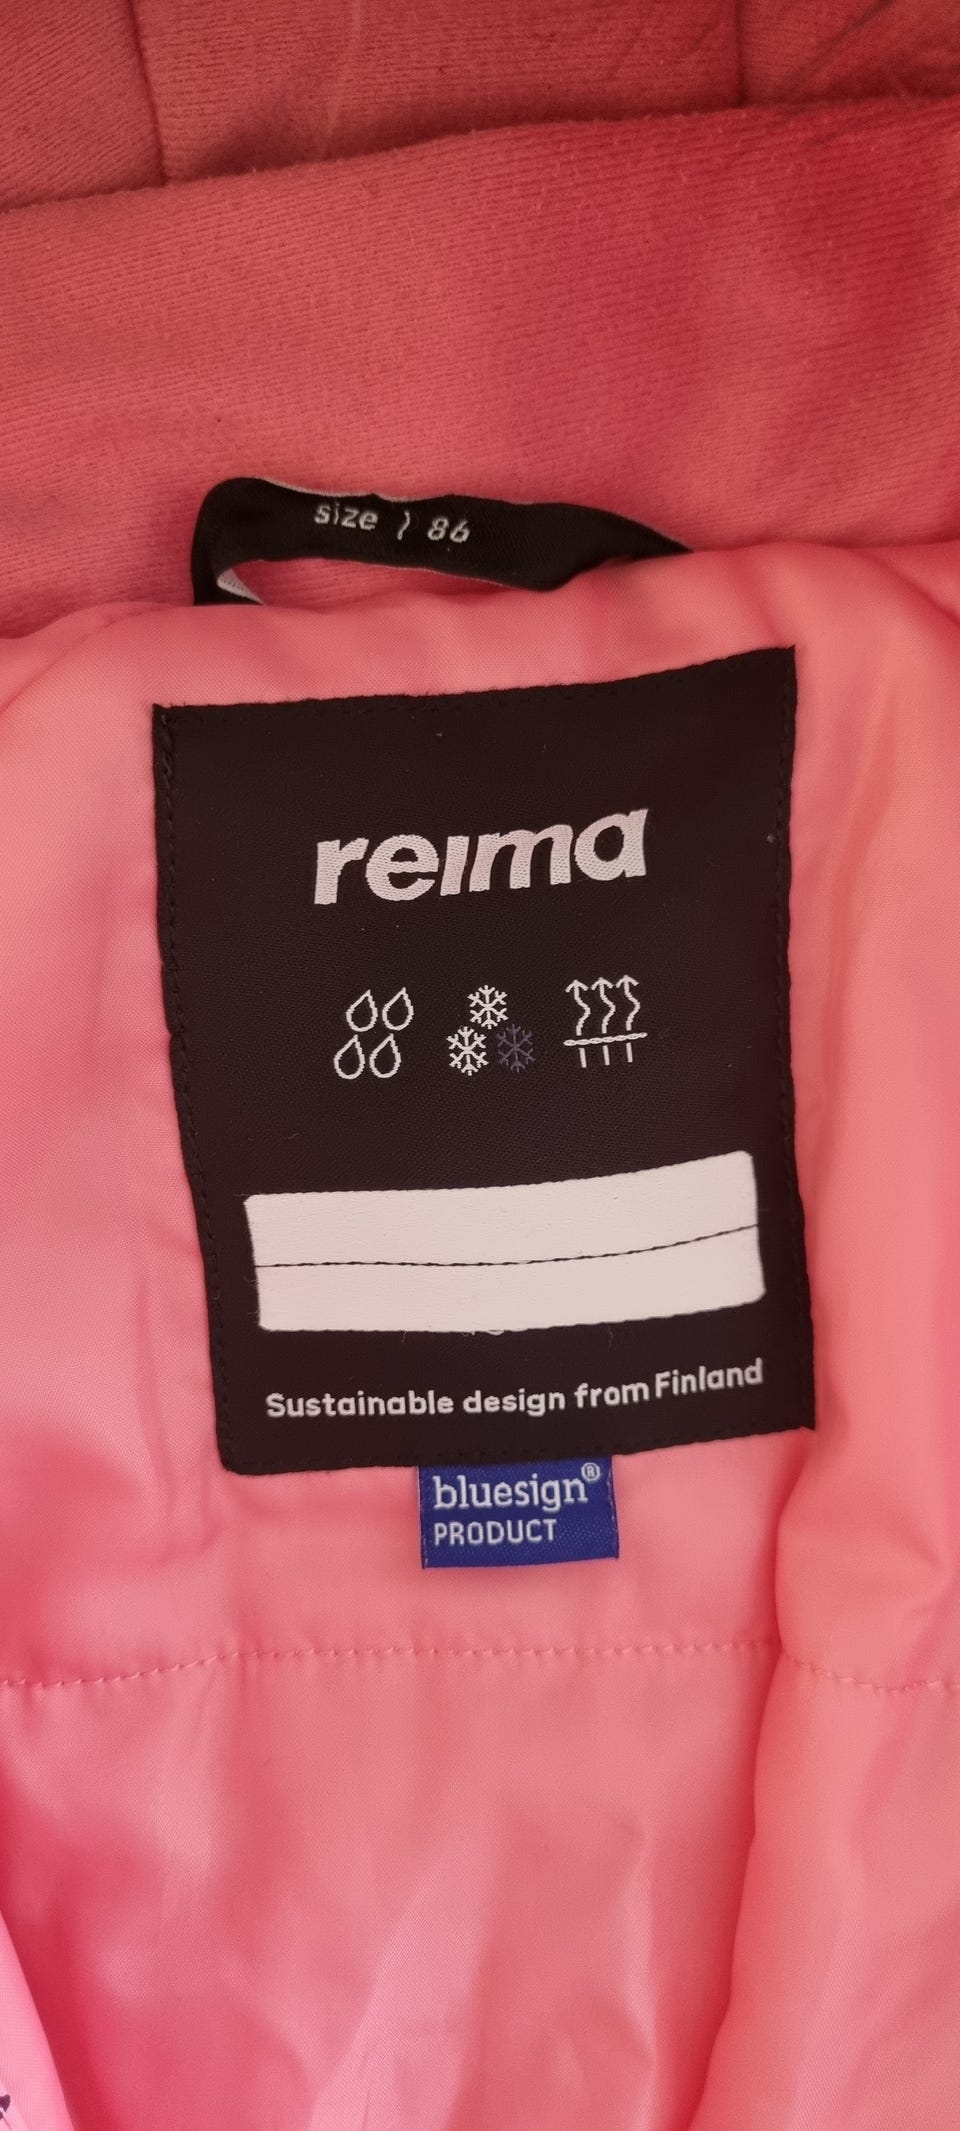 size } 86
reima
Sustainable design from Finland
bluesign®
PRODUCT